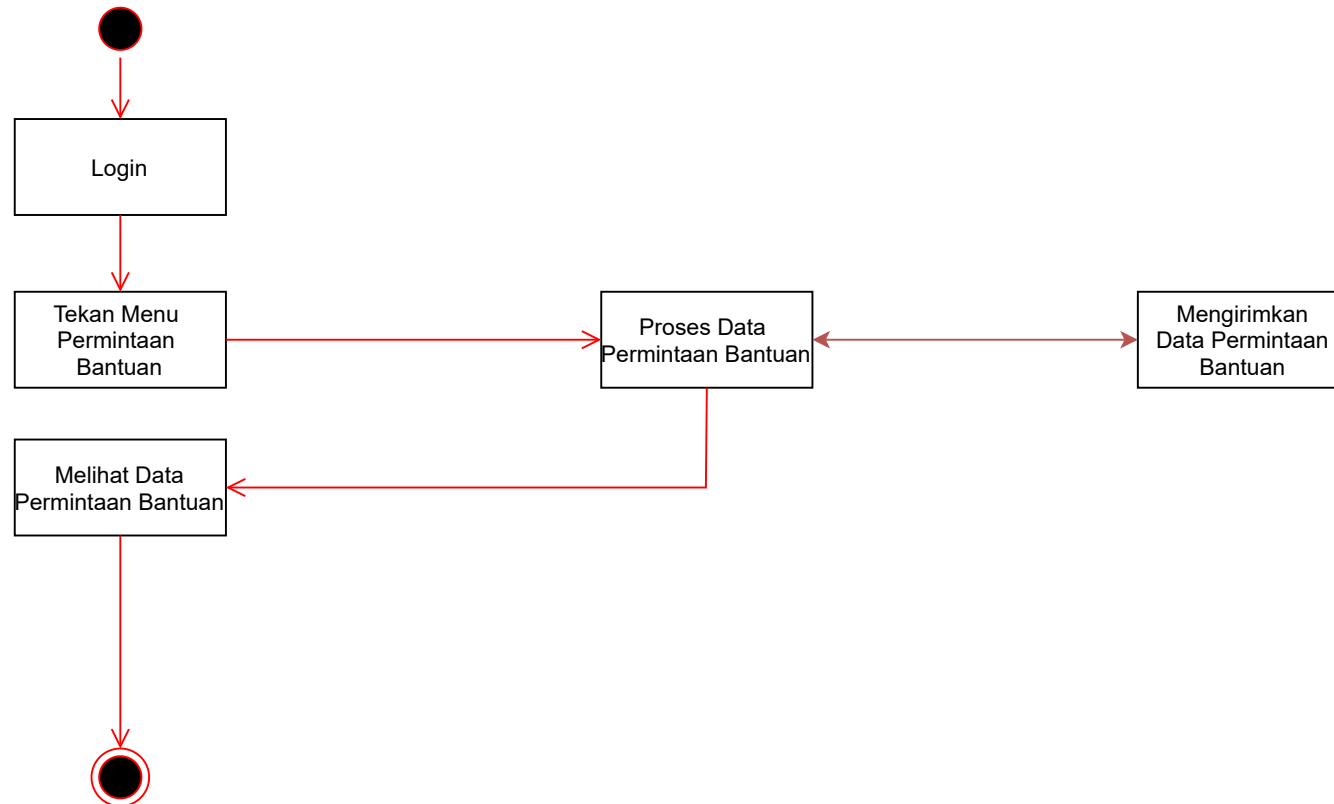 Login
Tekan Menu
Permintaan
Bantuan
Proses Data
Permintaan Bantuan
Mengirimkan
Data Permintaan
Bantuan
Melihat Data
Permintaan Bantuan